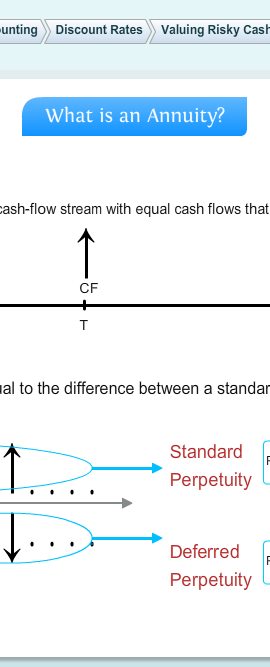 unting Discount Rates Valuing Risky Cash
What is an Annuity?
cash-flow stream with equal cash flows that
CF
T
ual to the difference between a standar
Standard
Perpetuity
Deferred
Perpetuity